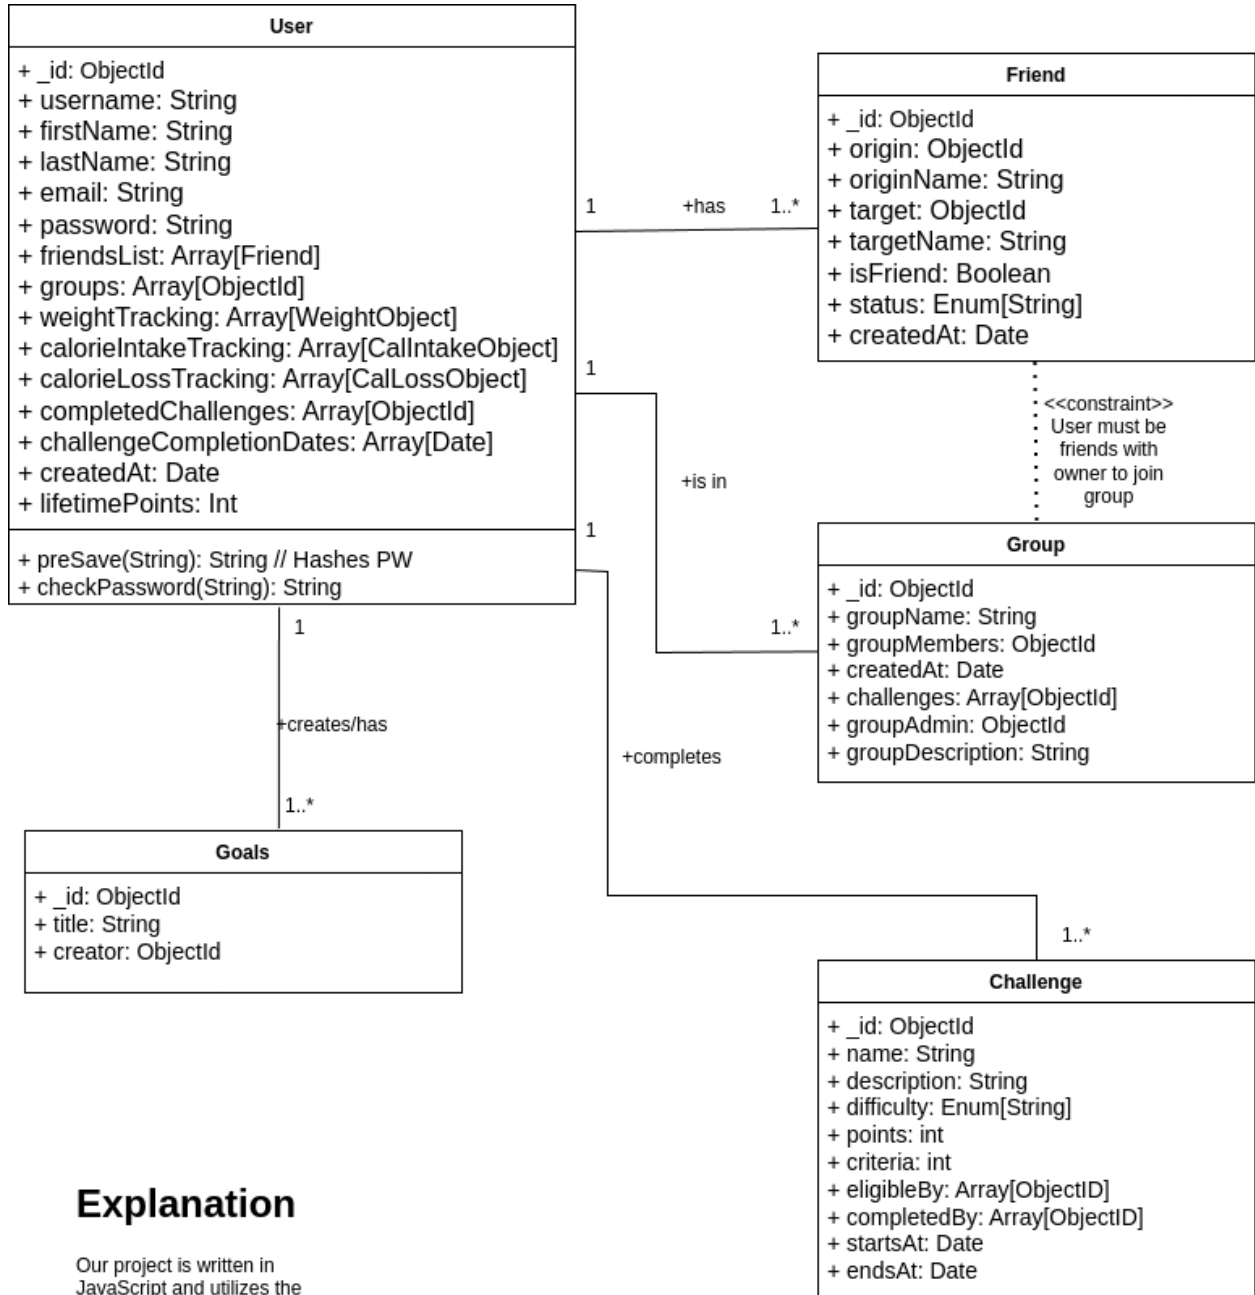 User
+ _id: ObjectId
+ username: String
+ firstName: String
+ lastName: String
+ email: String
+ password: String
+ friendsList: Array[Friend]
+ groups: Array[ObjectId]
+ weightTracking: Array[WeightObject]
+ calorieIntakeTracking: Array[CalIntakeObject]
+ calorieLossTracking: Array[CalLossObject]
+ completedChallenges: Array[ObjectId]
+ challengeCompletionDates: Array[Date]
+ createdAt: Date
+ lifetimePoints: Int
+ preSave(String): String // Hashes PW
+ checkPassword(String): String
1
+has
1..*
Friend
+ _id: ObjectId
+ origin: ObjectId
+ originName: String
+ target: ObjectId
+ targetName: String
+ isFriend: Boolean
+ status: Enum[String]
+ createdAt: Date
<<constraint>>
User must be
friends with
owner to join
group
1
+is in
1..*
Group
+ _id: ObjectId
+ groupName: String
+ groupMembers: ObjectId
+ createdAt: Date
+ challenges: Array[ObjectId]
+ groupAdmin: ObjectId
+ groupDescription: String
1
+completes
1..*
1
+creates/has
1..*
Goals
+ _id: ObjectId
+ title: String
+ creator: ObjectId
Challenge
+ _id: ObjectId
+ name: String
+ description: String
+ difficulty: Enum[String]
+ points: int
+ criteria: int
+ eligibleBy: Array[ObjectID]
+ completedBy: Array[ObjectID]
+ startsAt: Date
+ endsAt: Date
Explanation
Our project is written in
JavaScript and utilizes the